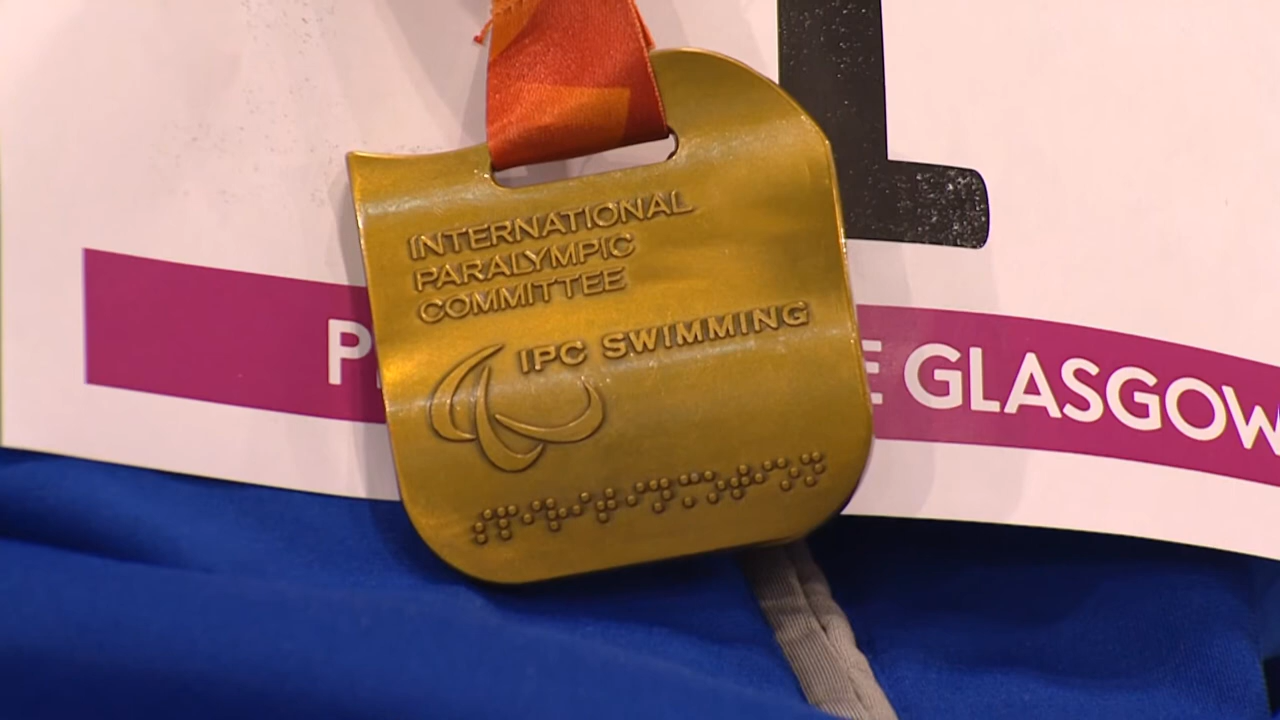 INTERNATIONAL
PARALYMPIC
COMMITTEE
IPC SWIMMING
GLASGOW